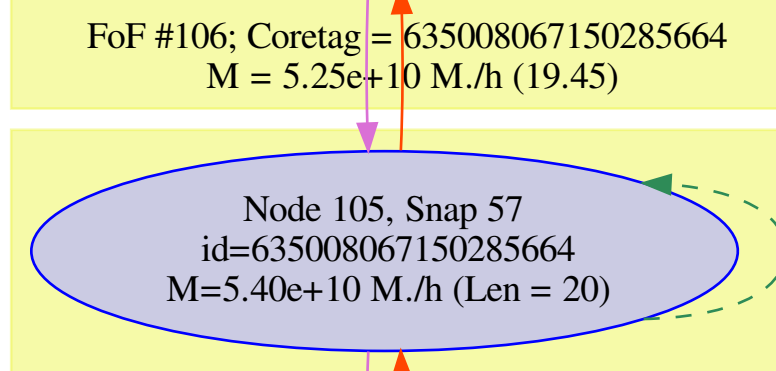 FoF #106; Coretag = 635008067150285664
M = 5.25e+10 M./h (19.45)
Node 105, Snap 57
id=635008067150285664
M=5.40e+10 M./h (Len = 20)